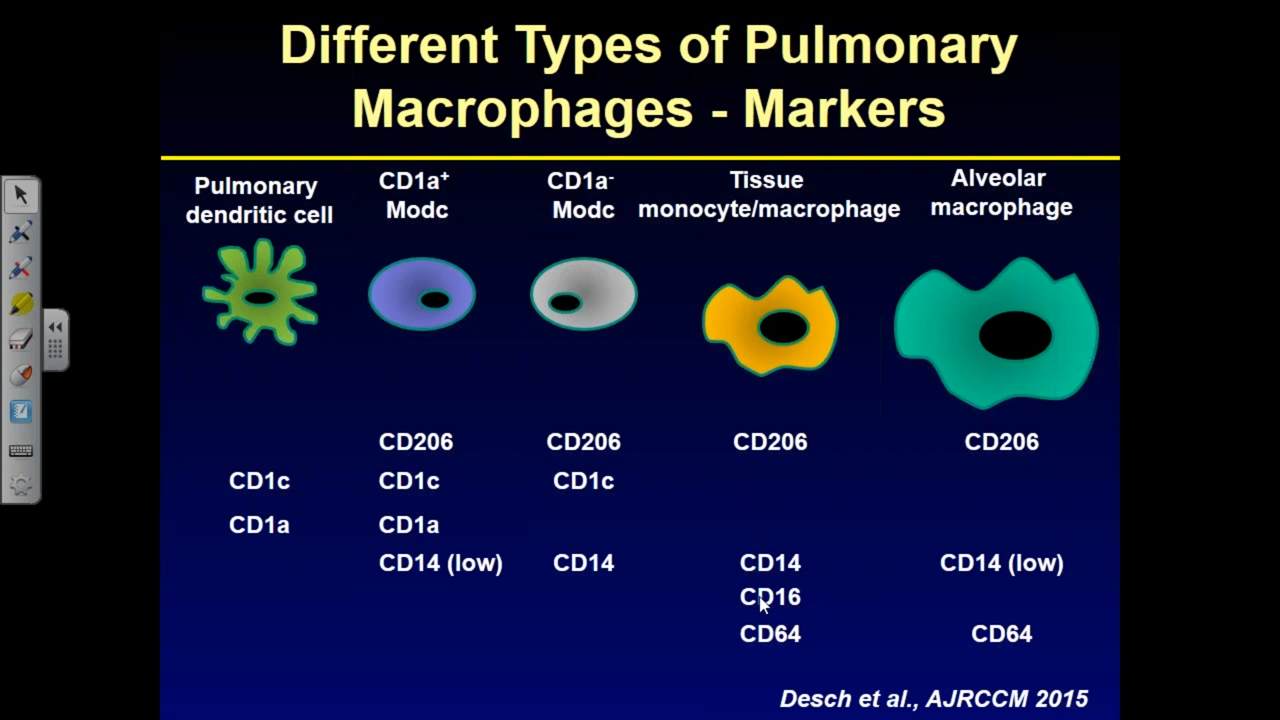 Different Types of Pulmonary
Macrophages - Markers
Pulmonary
dendritic cell
CD1a⁺
Modc
CD1a⁻
Modc
Tissue
monocyte/macrophage
Alveolar
macrophage
CD206 CD206 CD206 CD206
CD1c CD1c CD1c
CD1a CD1a
CD14 (low) CD14 CD14 CD14 (low)
CD16
CD64 CD64
Desch et al., AJRCCM 2015